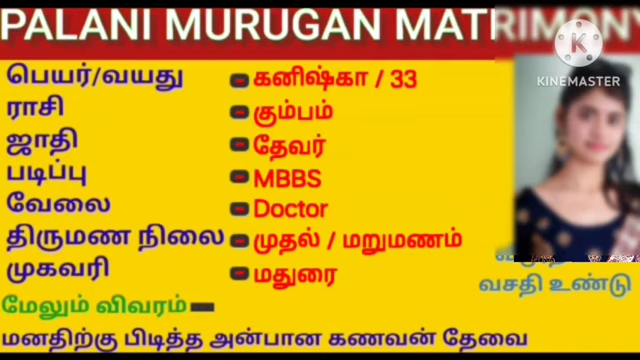 PALANI MURUGAN MATRIMONY
KINEMASTER
பெயர்/வயது - கனிஷ்கா / 33
ராசி - கும்பம்
ஜாதி - தேவர்
படிப்பு - MBBS
வேலை - Doctor
திருமண நிலை - முதல் / மறுமணம்
முகவரி - மதுரை
வசதி உண்டு
மேலும் விவரம் -
மனதிற்கு பிடித்த அன்பான கணவன் தேவை